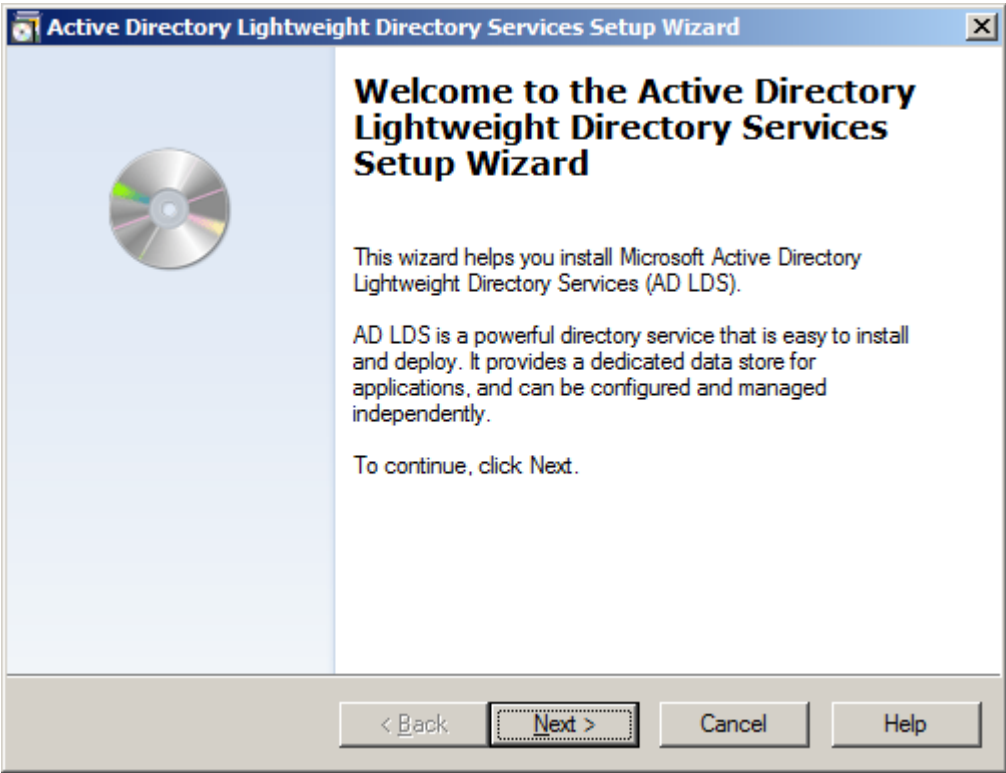 Active Directory Lightweight Directory Services Setup Wizard
Welcome to the Active Directory
Lightweight Directory Services
Setup Wizard
This wizard helps you install Microsoft Active Directory
Lightweight Directory Services (AD LDS).
AD LDS is a powerful directory service that is easy to install
and deploy. It provides a dedicated data store for
applications, and can be configured and managed
independently.
To continue, click Next.
< Back
Next >
Cancel
Help